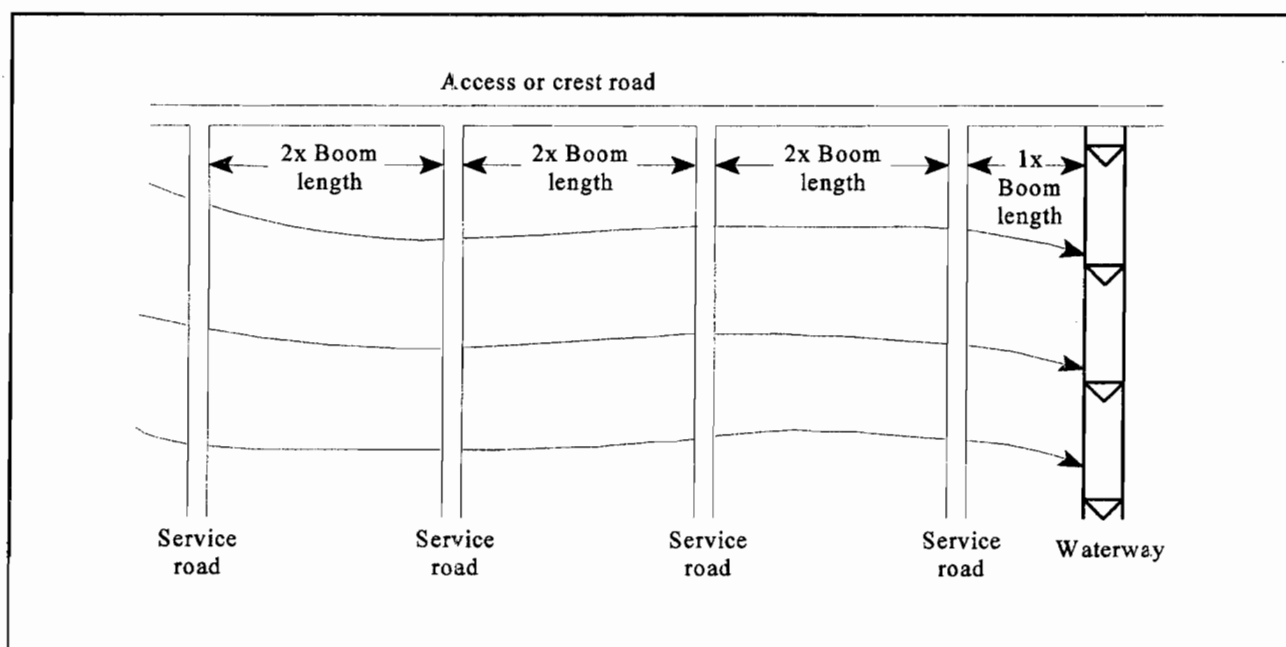 Access or crest road
2x Boom
length
2x Boom
length
2x Boom
length
1x
Boom
length
Service
road
Service
road
Service
road
Service
road
Waterway